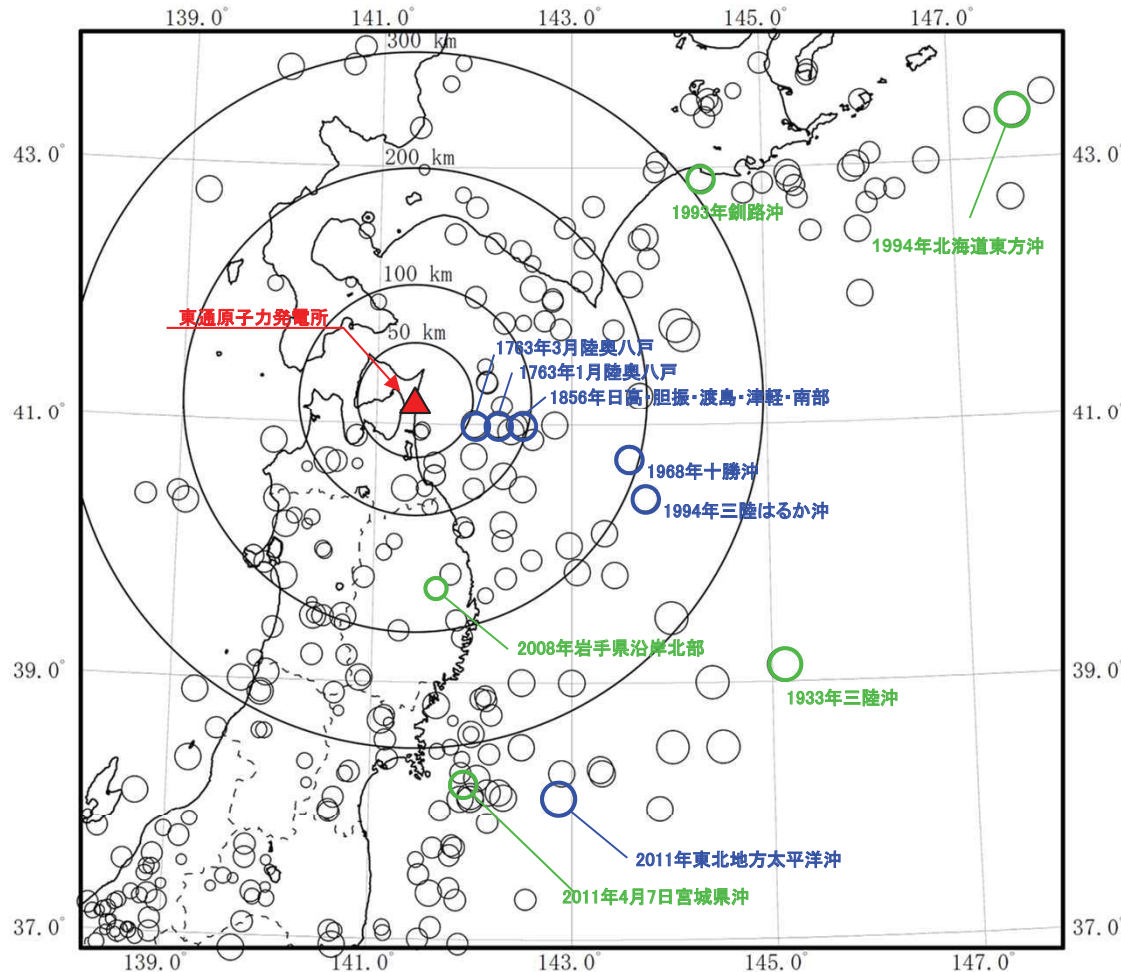 139.0° 141.0° 143.0° 145.0° 147.0°
300 km
43.0° 43.0°
200 km
1993年釧路沖
1994年北海道東方沖
100 km
東通原子力発電所
50 km
1763年3月陸奥八戸
1763年1月陸奥八戸
1856年日高・胆振・渡島・津軽・南部
41.0° 41.0°
1968年十勝沖
1994年三陸はるか沖
2008年岩手県沿岸北部
39.0° 39.0°
1933年三陸沖
2011年東北地方太平洋沖
2011年4月7日宮城県沖
37.0° 37.0°
139.0° 141.0° 143.0° 145.0° 147.0°